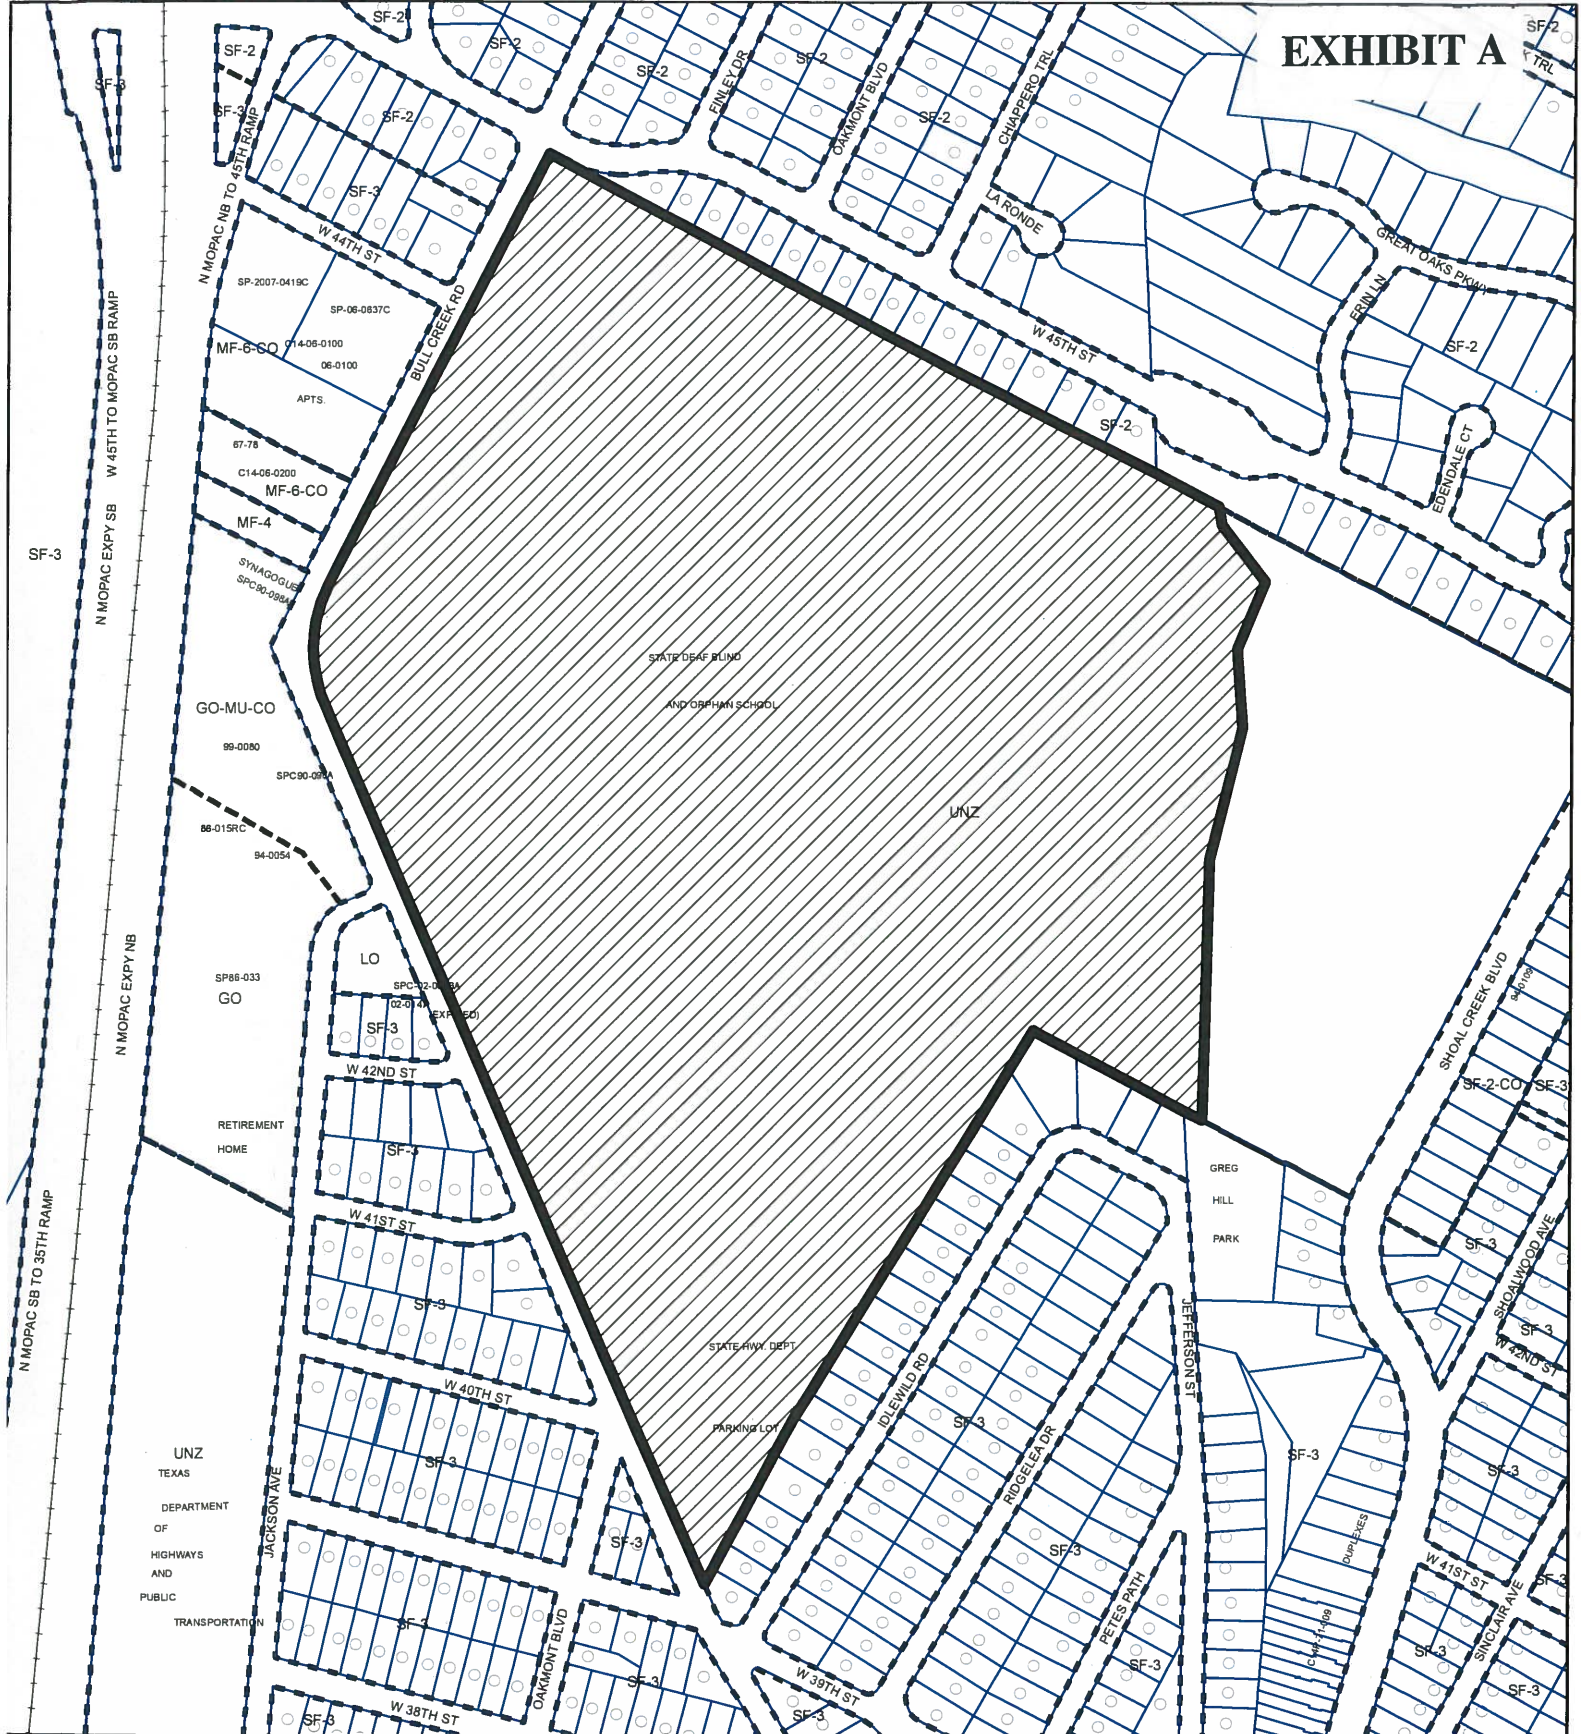 EXHIBIT A
SF-2
SF-2
K TRL
SF-3
SF-2
SF-2
SF-2
SF-2
SF-3
SF-2
SF-2
FINLEY DR
OAKMONT BLVD
CHIAPPERO TRL
N MOPAC NB TO 45TH RAMP
SF-3
W 44TH ST
LA RONDE
GREAT OAKS PKWY
ERIN LN
SF-2
SP-2007-0419C
SP-06-0637C
MF-6-CO
C14-06-0100
06-0100
APTS.
BULL CREEK RD
W 45TH ST
SF-2
EDENDALE CT
W 45TH TO MOPAC SB RAMP
67-78
C14-06-0200
MF-6-CO
MF-4
SYNAGOGUE
SPC90-098A
SF-3
N MOPAC EXPY SB
STATE DEAF BLIND
AND ORPHAN SCHOOL
GO-MU-CO
99-0080
SPC90-098A
UNZ
94-0054
N MOPAC EXPY NB
LO
SP86-033
GO
SF-3
W 42ND ST
SHOAL CREEK BLVD
94-0109
SF-2-CO
SF-3
RETIREMENT
HOME
SF-3
GREG
HILL
PARK
W 41ST ST
SF-3
SHOALWOOD AVE
SF-3
W 42ND ST
N MOPAC SB TO 35TH RAMP
SF-3
STATE HWY. DEPT
JEFFERSON ST
W 40TH ST
IDLEWILD RD
SF-3
PARKING LOT
RIDGELEA DR
SF-3
SF-3
UNZ
TEXAS
DEPARTMENT
OF
HIGHWAYS
AND
PUBLIC
TRANSPORTATION
JACKSON AVE
SF-3
SF-3
SF-3
DUPLEXES
W 41ST ST
SF-3
PETES PATH
SINCLAIR AVE
SF-3
SF-3
OAKMONT BLVD
SF-3
SF-3
W 39TH ST
SF-3
SF-3
W 38TH ST
SF-3